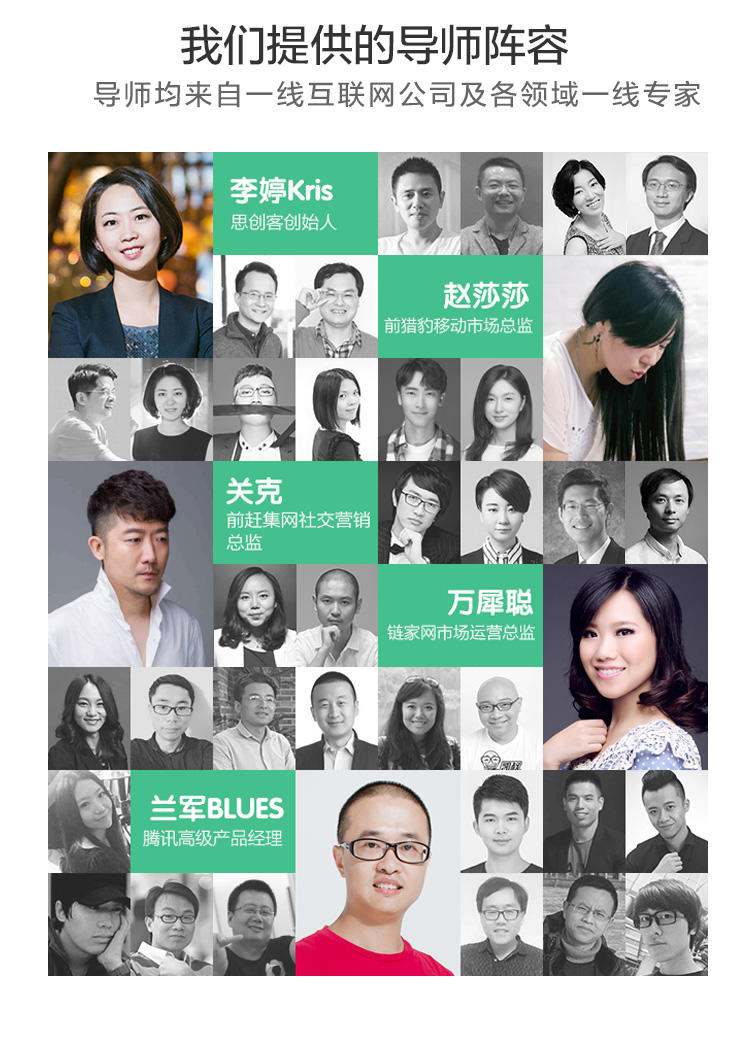 我们提供的导师阵容
导师均来自一线互联网公司及各领域一线专家
李婷Kris
思创客创始人
赵莎莎
前猎豹移动市场总监
关克
前赶集网社交营销
总监
万犀聪
链家网市场运营总监
兰军BLUES
腾讯高级产品经理